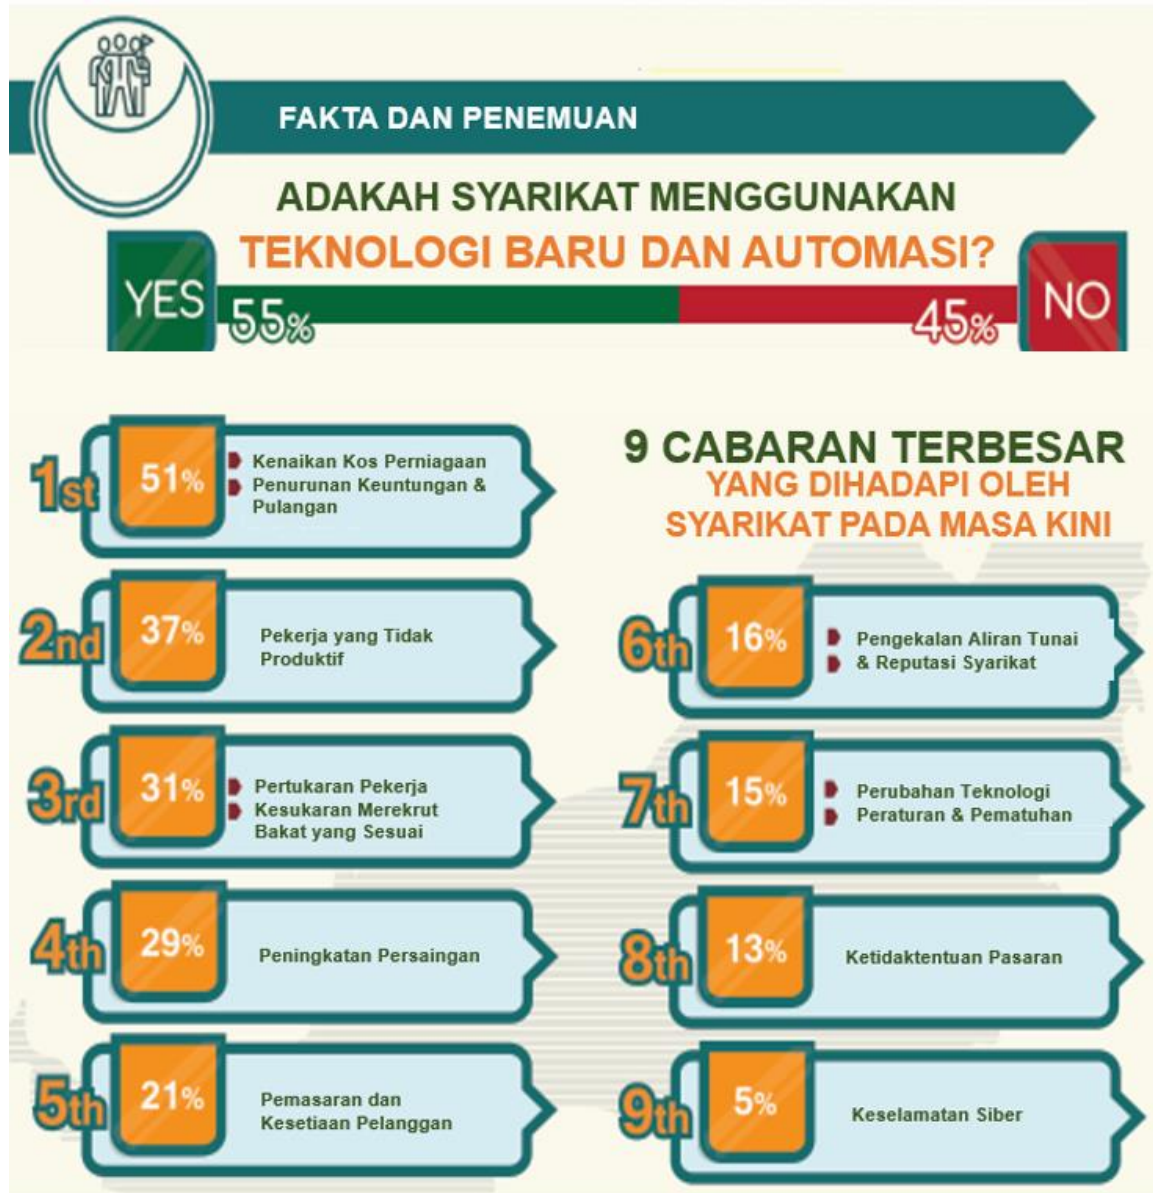 FAKTA DAN PENEMUAN
ADAKAH SYARIKAT MENGGUNAKAN
TEKNOLOGI BARU DAN AUTOMASI?
YES
55%
45%
NO
9 CABARAN TERBESAR
YANG DIHADAPI OLEH
SYARIKAT PADA MASA KINI
1st
51%
Kenaikan Kos Perniagaan
Penurunan Keuntungan &
Pulangan
2nd
37%
Pekerja yang Tidak
Produktif
3rd
31%
Pertukaran Pekerja
Kesukaran Merekrut
Bakat yang Sesuai
4th
29%
Peningkatan Persaingan
5th
21%
Pemasaran dan
Kesetiaan Pelanggan
6th
16%
Pengekalan Aliran Tunai
& Reputasi Syarikat
7th
15%
Perubahan Teknologi
Peraturan & Pematuhan
8th
13%
Ketidaktentuan Pasaran
9th
5%
Keselamatan Siber